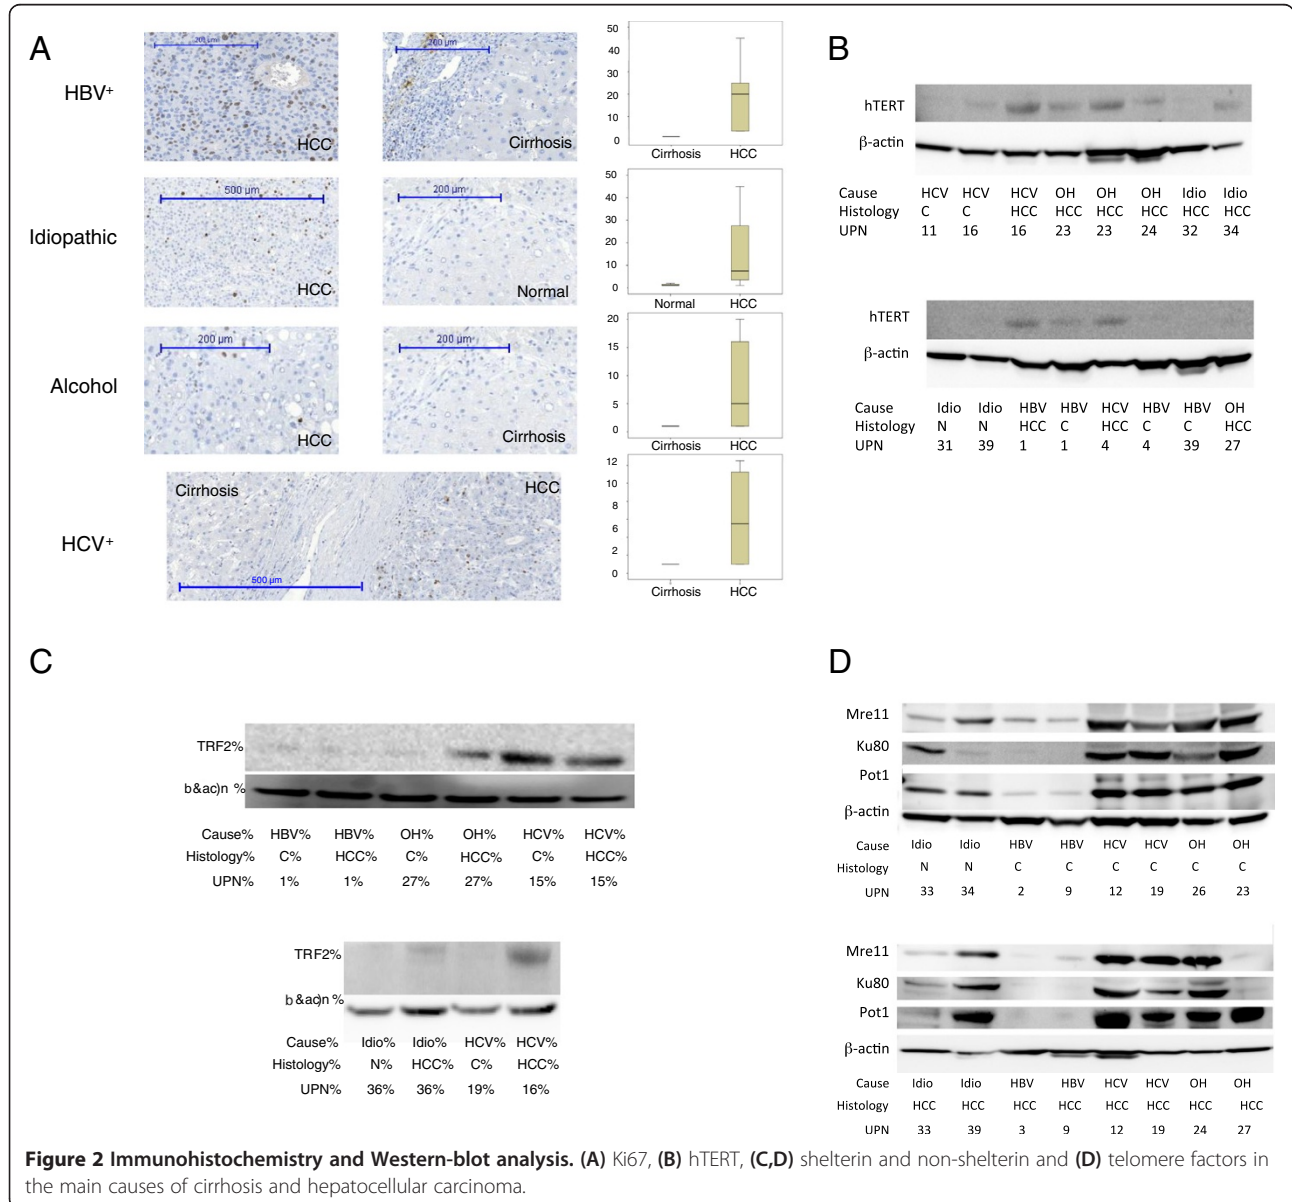 A
HBV+
200 µm
HCC
200 µm
Cirrhosis
50
40
30
20
10
0
Cirrhosis HCC
Idiopathic
500 µm
HCC
200 µm
Normal
50
40
30
20
10
0
Normal HCC
Alcohol
200 µm
HCC
200 µm
Cirrhosis
20
15
10
5
0
Cirrhosis HCC
HCV+
Cirrhosis
HCC
500 µm
12
10
8
6
2
0
Cirrhosis HCC
B
hTERT
β-actin
Cause HCV HCV HCV OH OH OH Idio Idio
Histology C C HCC HCC HCC HCC HCC HCC
UPN 11 16 16 23 23 24 32 34
hTERT
β-actin
Cause Idio Idio HBV HBV HCV HBV HBV OH
Histology N N HCC C HCC C C HCC
UPN 31 39 1 1 4 4 39 27
C
TRF2%
b&ac)n %
Cause% HBV% HBV% OH% OH% HCV% HCV%
Histology% C% HCC% C% HCC% C% HCC%
UPN% 1% 1% 27% 27% 15% 15%
TRF2%
b&ac)n %
Cause% Idio% Idio% HCV% HCV%
Histology% N% HCC% C% HCC%
UPN% 36% 36% 19% 16%
D
Mre11
Ku80
Pot1
β-actin
Cause Idio Idio HBV HBV HCV HCV OH OH
Histology N N C C C C C C
UPN 33 34 2 9 12 19 26 23
Mre11
Ku80
Pot1
β-actin
Cause Idio Idio HBV HBV HCV HCV OH OH
Histology HCC HCC HCC HCC HCC HCC HCC HCC
UPN 33 39 3 9 12 19 24 27
Figure 2 Immunohistochemistry and Western-blot analysis. (A) Ki67, (B) hTERT, (C,D) shelterin and non-shelterin and (D) telomere factors in
the main causes of cirrhosis and hepatocellular carcinoma.